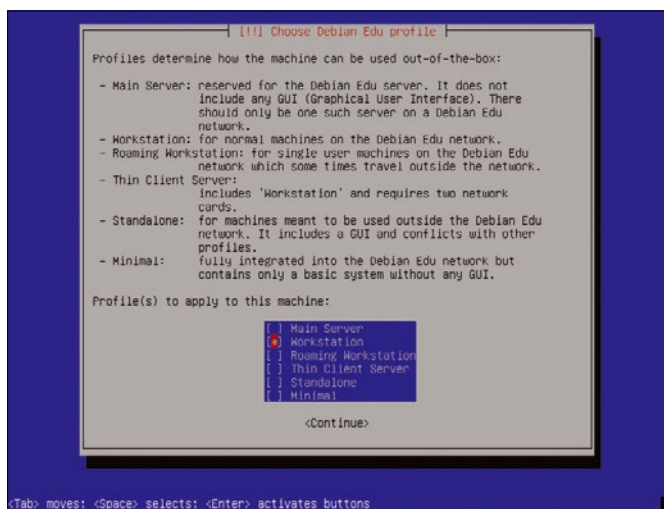 [!!] Choose Debian Edu profile
Profiles determine how the machine can be used out-of-the-box:
- Main Server: reserved for the Debian Edu server. It does not
include any GUI (Graphical User Interface). There
should only be one such server on a Debian Edu
network.
- Workstation: for normal machines on the Debian Edu network.
- Roaming Workstation: for single user machines on the Debian Edu
network which some times travel outside the network.
- Thin Client Server:
includes 'Workstation' and requires two network
cards.
- Standalone: for machines meant to be used outside the Debian Edu
network. It includes a GUI and conflicts with other
profiles.
- Minimal: fully integrated into the Debian Edu network but
contains only a basic system without any GUI.
Profile(s) to apply to this machine:
[ ] Main Server
[*] Workstation
[ ] Roaming Workstation
[ ] Thin Client Server
[ ] Standalone
[ ] Minimal
<Continue>
<Tab> moves; <Space> selects; <Enter> activates buttons